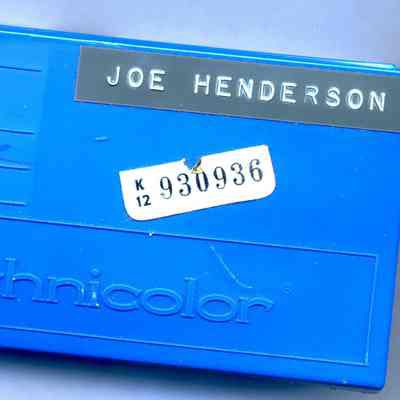 JOE HENDERSON
K 12 930936
hnicolor